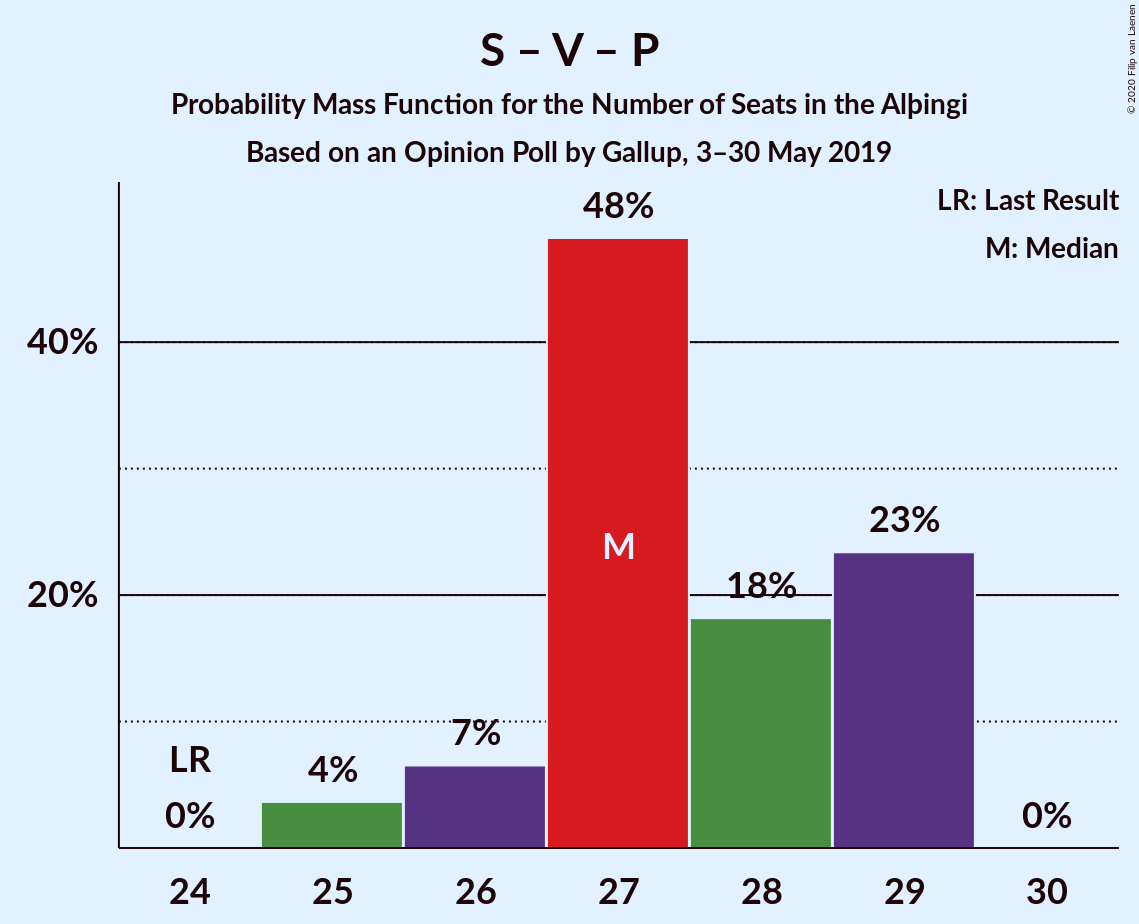 S – V – P
Probability Mass Function for the Number of Seats in the Alþingi
Based on an Opinion Poll by Gallup, 3–30 May 2019
© 2020 Filip van Laenen
LR: Last Result
M: Median
48%
40%
M
23%
20%
18%
7%
LR
4%
0%
0%
24 25 26 27 28 29 30